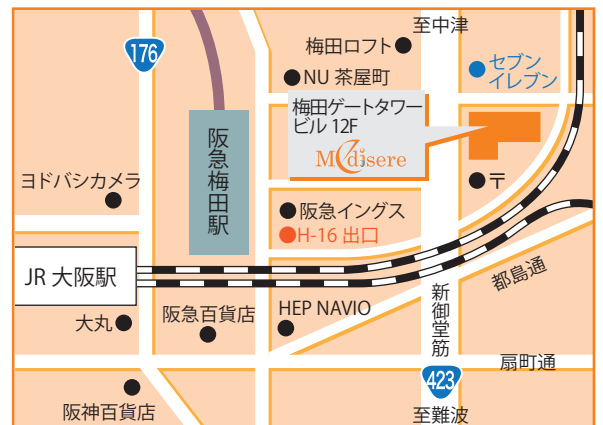 至中津
梅田ロフト
176
NU 茶屋町
セブン
イレブン
梅田ゲートタワー
ビル 12F
Medisere
阪急梅田駅
ヨドバシカメラ
〒
阪急イングス
H-16 出口
JR 大阪駅
都島通
新御堂筋
大丸
阪急百貨店
HEP NAVIO
扇町通
423
阪神百貨店
至難波